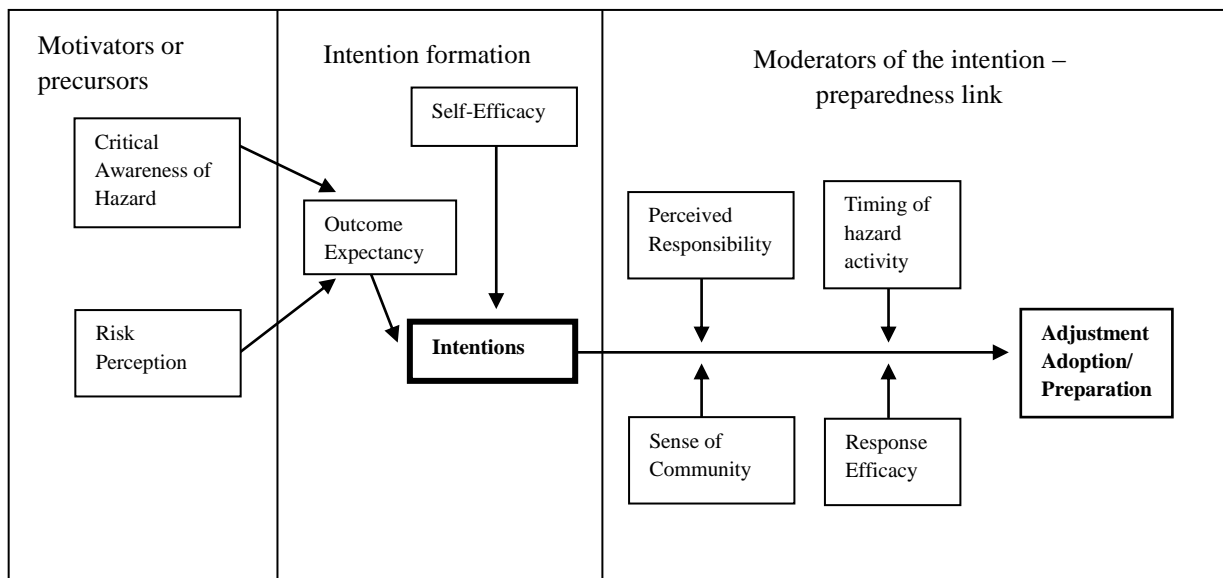 Motivators or
precursors
Critical
Awareness of
Hazard
Risk
Perception
Intention formation
Self-Efficacy
Outcome
Expectancy
Intentions
Moderators of the intention –
preparedness link
Perceived
Responsibility
Timing of
hazard
activity
Sense of
Community
Response
Efficacy
Adjustment
Adoption/
Preparation